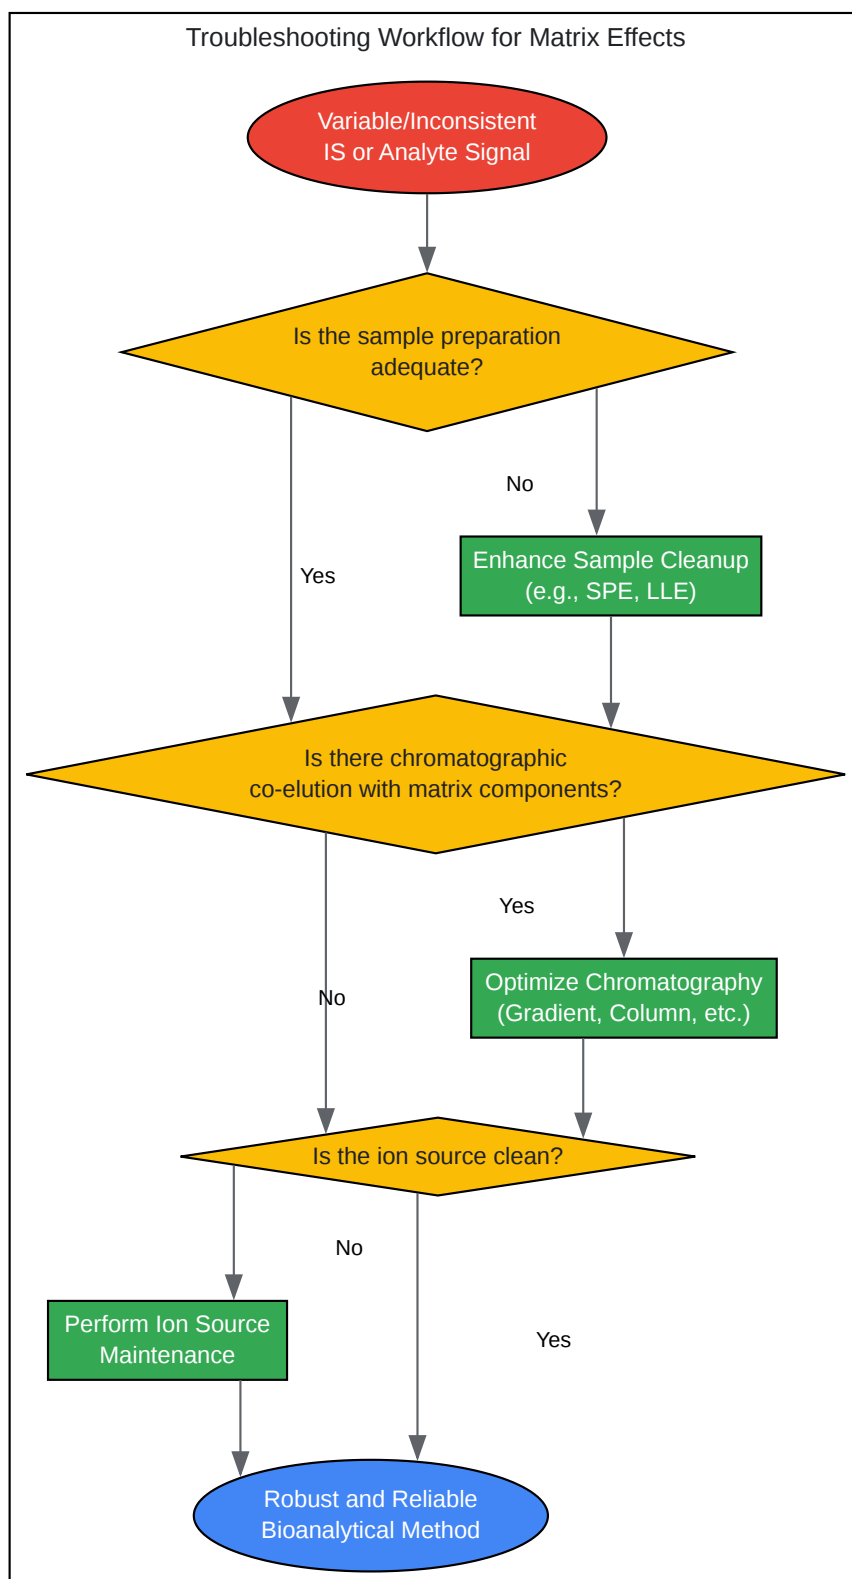 Troubleshooting Workflow for Matrix Effects
Variable/Inconsistent
IS or Analyte Signal
Is the sample preparation
adequate?
No
Enhance Sample Cleanup
(e.g., SPE, LLE)
Yes
Is there chromatographic
co-elution with matrix components?
Yes
Optimize Chromatography
(Gradient, Column, etc.)
No
Is the ion source clean?
No
Perform Ion Source
Maintenance
Yes
Robust and Reliable
Bioanalytical Method